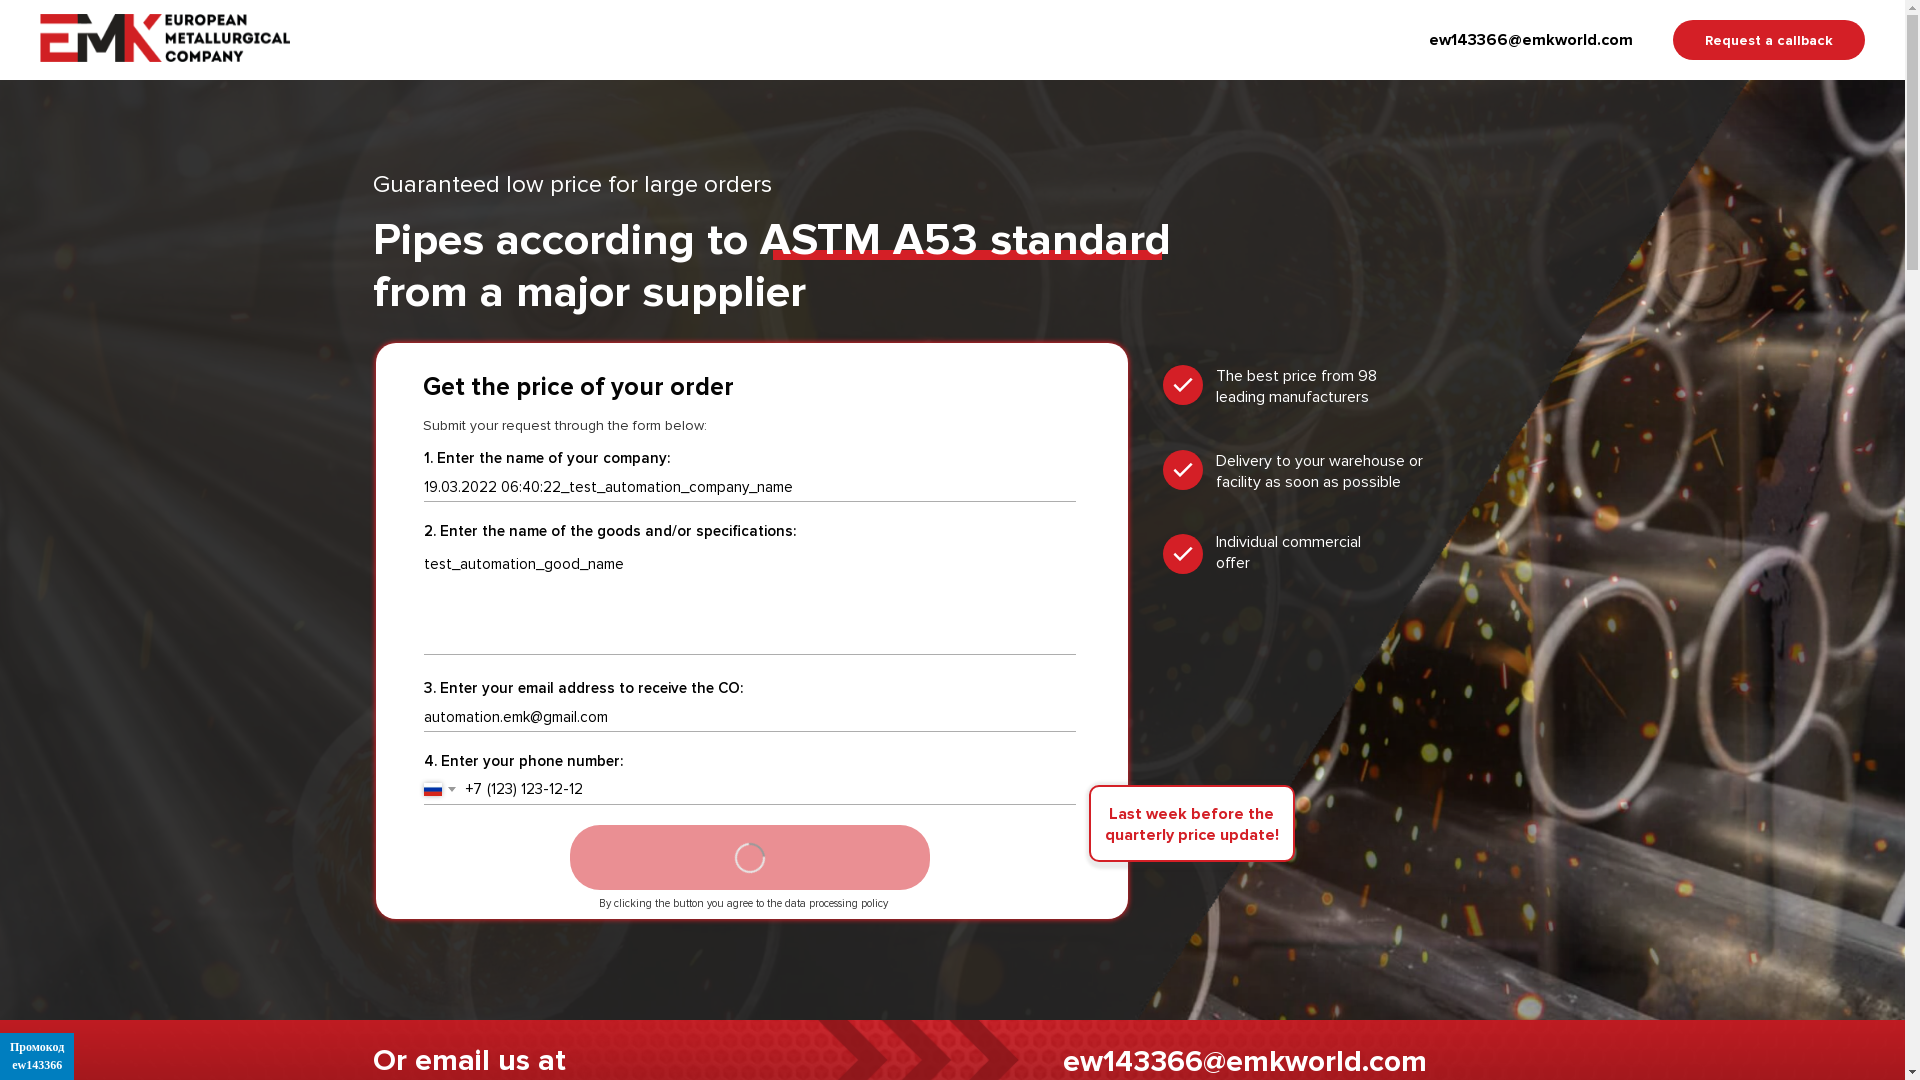 EMK EUROPEAN
METALLURGICAL
COMPANY
ew143366@emkworld.com
Request a callback
Guaranteed low price for large orders
Pipes according to ASTM A53 standard
from a major supplier
Get the price of your order
Submit your request through the form below:
1. Enter the name of your company:
19.03.2022 06:40:22_test_automation_company_name
2. Enter the name of the goods and/or specifications:
test_automation_good_name
3. Enter your email address to receive the CO:
automation.emk@gmail.com
4. Enter your phone number:
+7 (123) 123-12-12
By clicking the button you agree to the data processing policy
The best price from 98
leading manufacturers
Delivery to your warehouse or
facility as soon as possible
Individual commercial
offer
Last week before the
quarterly price update!
Or email us at
ew143366@emkworld.com
Промокод
ew143366